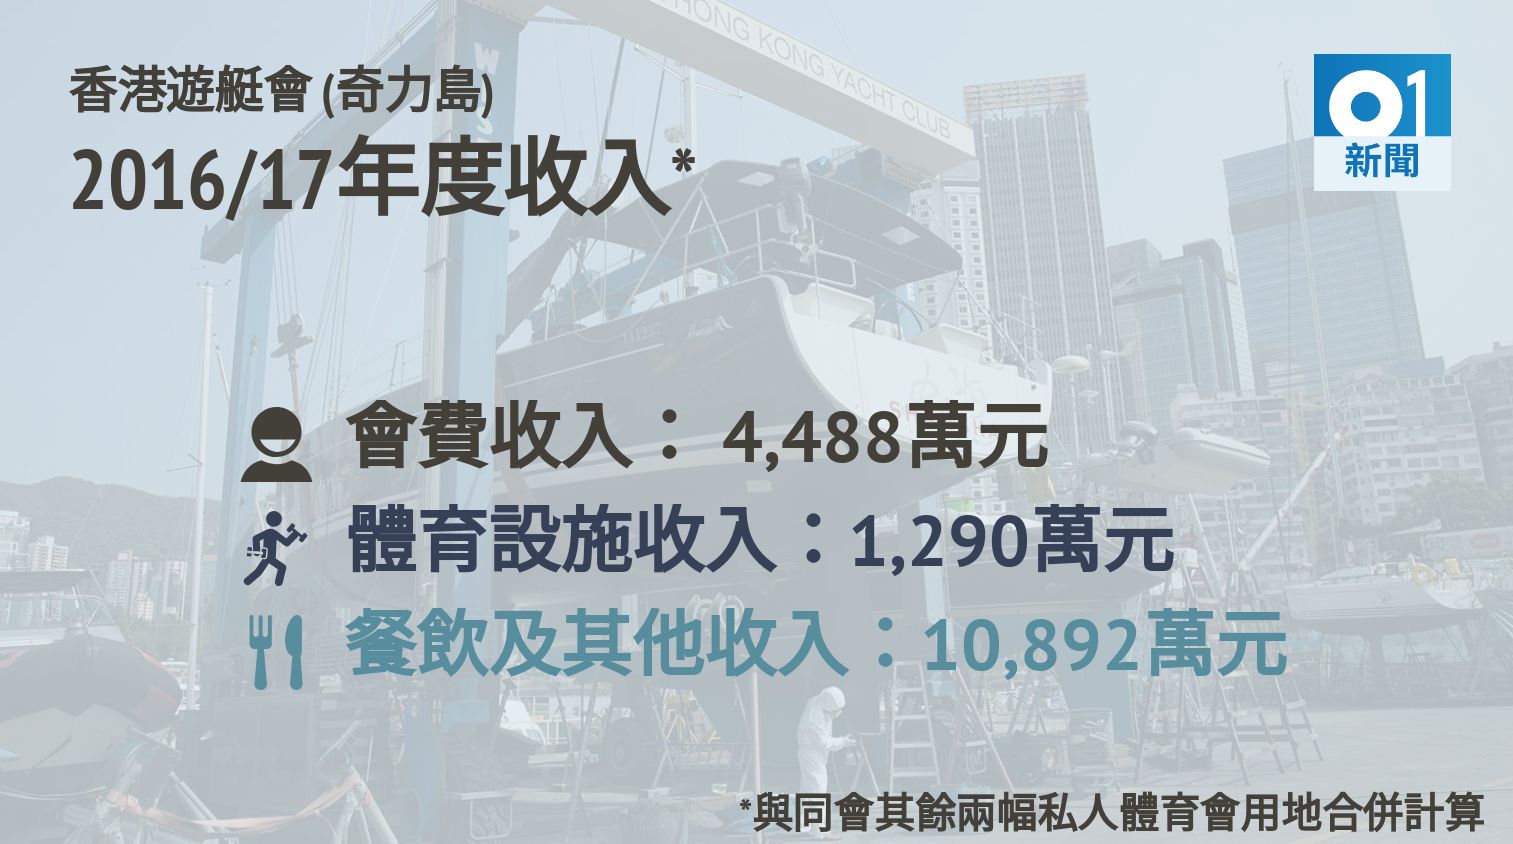 香港遊艇會 (奇力島)
2016/17年度收入*
01
新聞
會費收入： 4,488萬元
體育設施收入：1,290萬元
餐飲及其他收入：10,892萬元
*與同會其餘兩幅私人體育會用地合併計算
HONG KONG YACHT CLUB